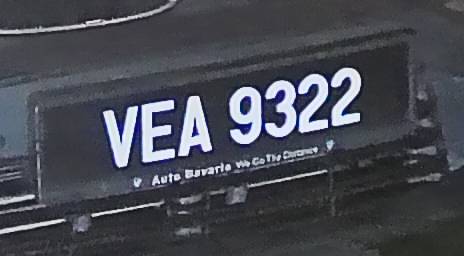 VEA 9322
Auto Bavaria We Go The Distance